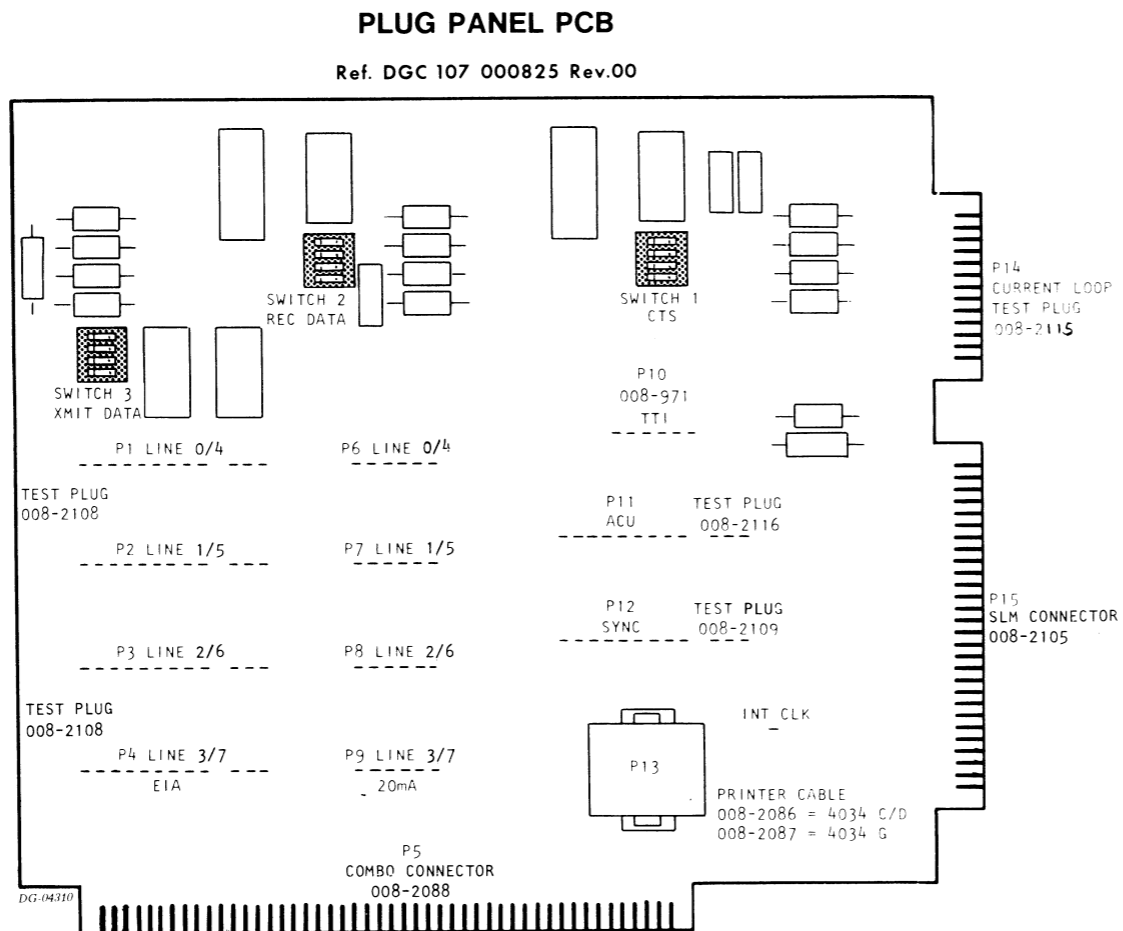 PLUG PANEL PCB
Ref. DGC 107 000825 Rev.00
SWITCH 2
REC DATA
SWITCH 1
CTS
P14
CURRENT LOOP
TEST PLUG
008-2115
SWITCH 3
XMIT DATA
P10
008-971
TTI
P1 LINE 0/4
P6 LINE 0/4
TEST PLUG
008-2108
P11
ACU
TEST PLUG
008-2116
P2 LINE 1/5
P7 LINE 1/5
P12
SYNC
TEST PLUG
008-2109
P15
SLM CONNECTOR
008-2105
P3 LINE 2/6
P8 LINE 2/6
TEST PLUG
008-2108
INT CLK
P4 LINE 3/7
EIA
P9 LINE 3/7
20mA
P13
PRINTER CABLE
008-2086 = 4034 C/D
008-2087 = 4034 G
P5
COMBO CONNECTOR
008-2088
DG-04310